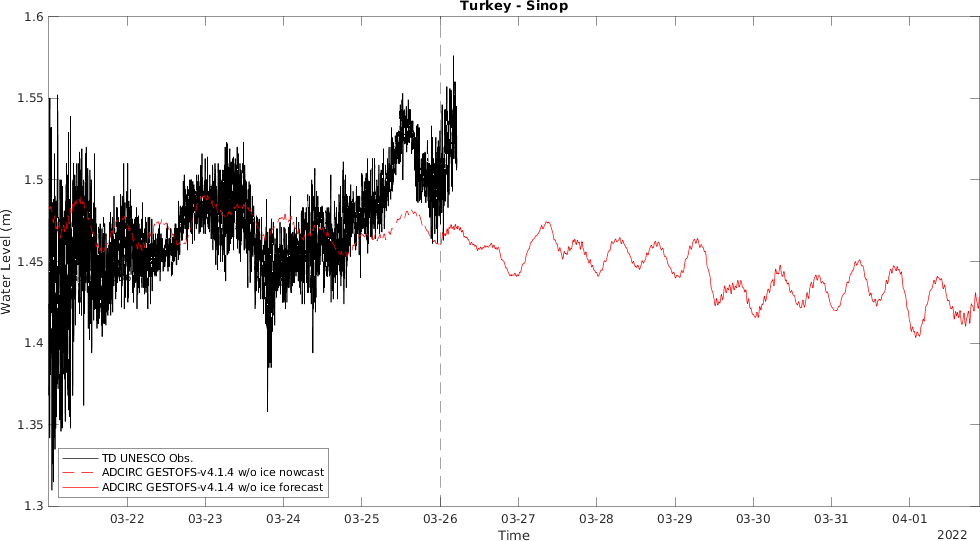 Turkey - Sinop
1.6
1.55
1.5
1.45
1.4
1.35
1.3
Water Level (m)
TD UNESCO Obs.
ADCIRC GESTOFS-v4.1.4 w/o ice nowcast
ADCIRC GESTOFS-v4.1.4 w/o ice forecast
03-22 03-23 03-24 03-25 03-26 03-27 03-28 03-29 03-30 03-31 04-01
Time
2022